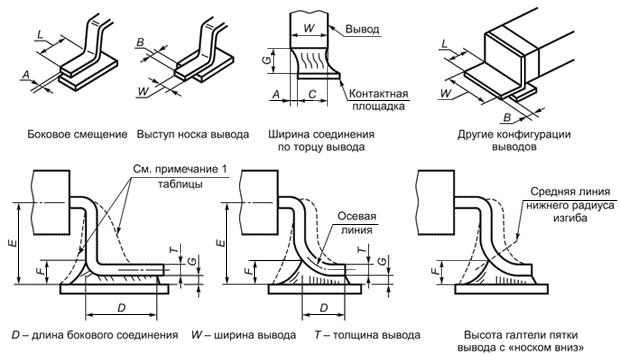 L
A
B
W
W
Вывод
G
A
C
Контактная
площадка
L
W
B
Боковое смещение
Выступ носка вывода
Ширина соединения
по торцу вывода
Другие конфигурации
выводов
См. примечание 1
таблицы
E
F
T
G
D
Осевая
линия
E
F
T
G
D
Средняя линия
нижнего радиуса
изгиба
F
D – длина бокового соединения
W – ширина вывода
T – толщина вывода
Высота галтели пятки
вывода с «носком вниз»